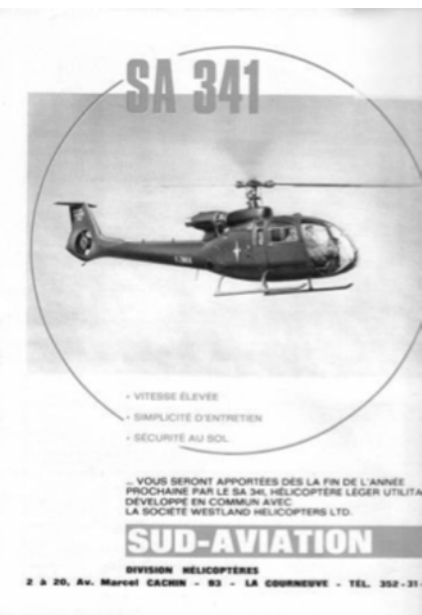 SA 341
• VITESSE ÉLEVÉE
• SIMPLICITÉ D'ENTRETIEN
• SÉCURITÉ AU SOL
... VOUS SERONT APPORTÉES DÈS LA FIN DE L'ANNÉE
PROCHAINE PAR LE SA 341, HÉLICOPTÈRE LÉGER UTILITA
DÉVELOPPÉ EN COMMUN AVEC
LA SOCIÉTÉ WESTLAND HELICOPTERS LTD.
SUD-AVIATION
DIVISION HÉLICOPTÈRES
2 à 20, Av. Marcel CACHIN - 93 - LA COURNEUVE - TÉL. 352-31-